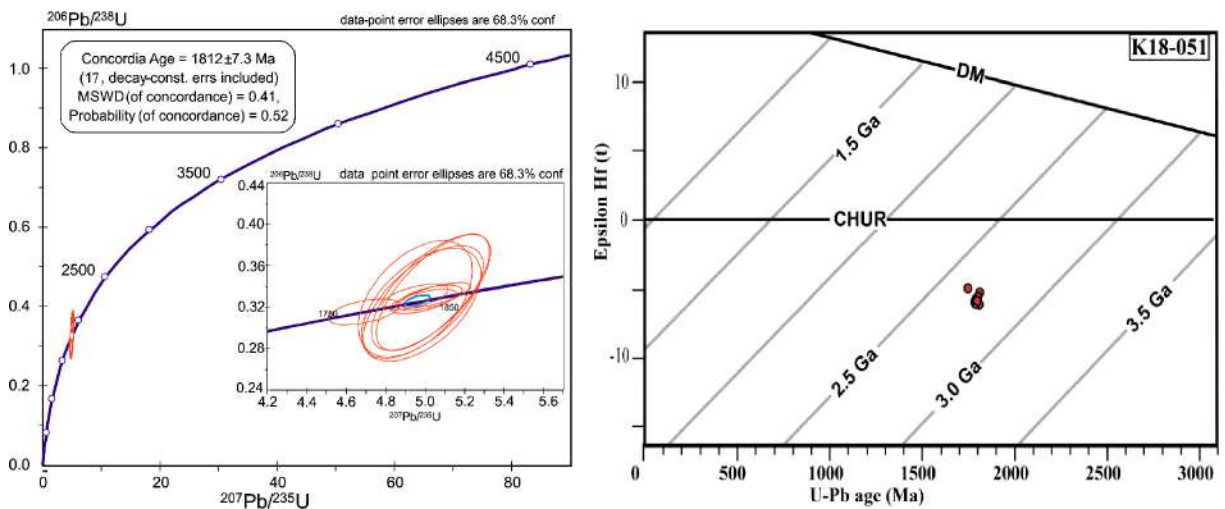 206Pb/238U
data-point error ellipses are 68.3% conf
Concordia Age = 1812±7.3 Ma
(17, decay-const. errs included)
MSWD (of concordance) = 0.41,
Probability (of concordance) = 0.52
4500
3500
2500
1.0
0.8
0.6
0.4
0.2
0.0
0
20
40
60
80
207Pb/235U
206Pb/238U
data point error ellipses are 68.3% conf
0.44
0.40
0.36
0.32
0.28
0.24
1850
4.2
4.4
4.6
4.8
5.0
5.2
5.4
5.6
207Pb/235U
K18-051
DM
CHUR
1.5 Ga
2.5 Ga
3.0 Ga
3.5 Ga
Epsilon Hf (t)
10
0
-10
0
500
1000
1500
2000
2500
3000
U-Pb age (Ma)